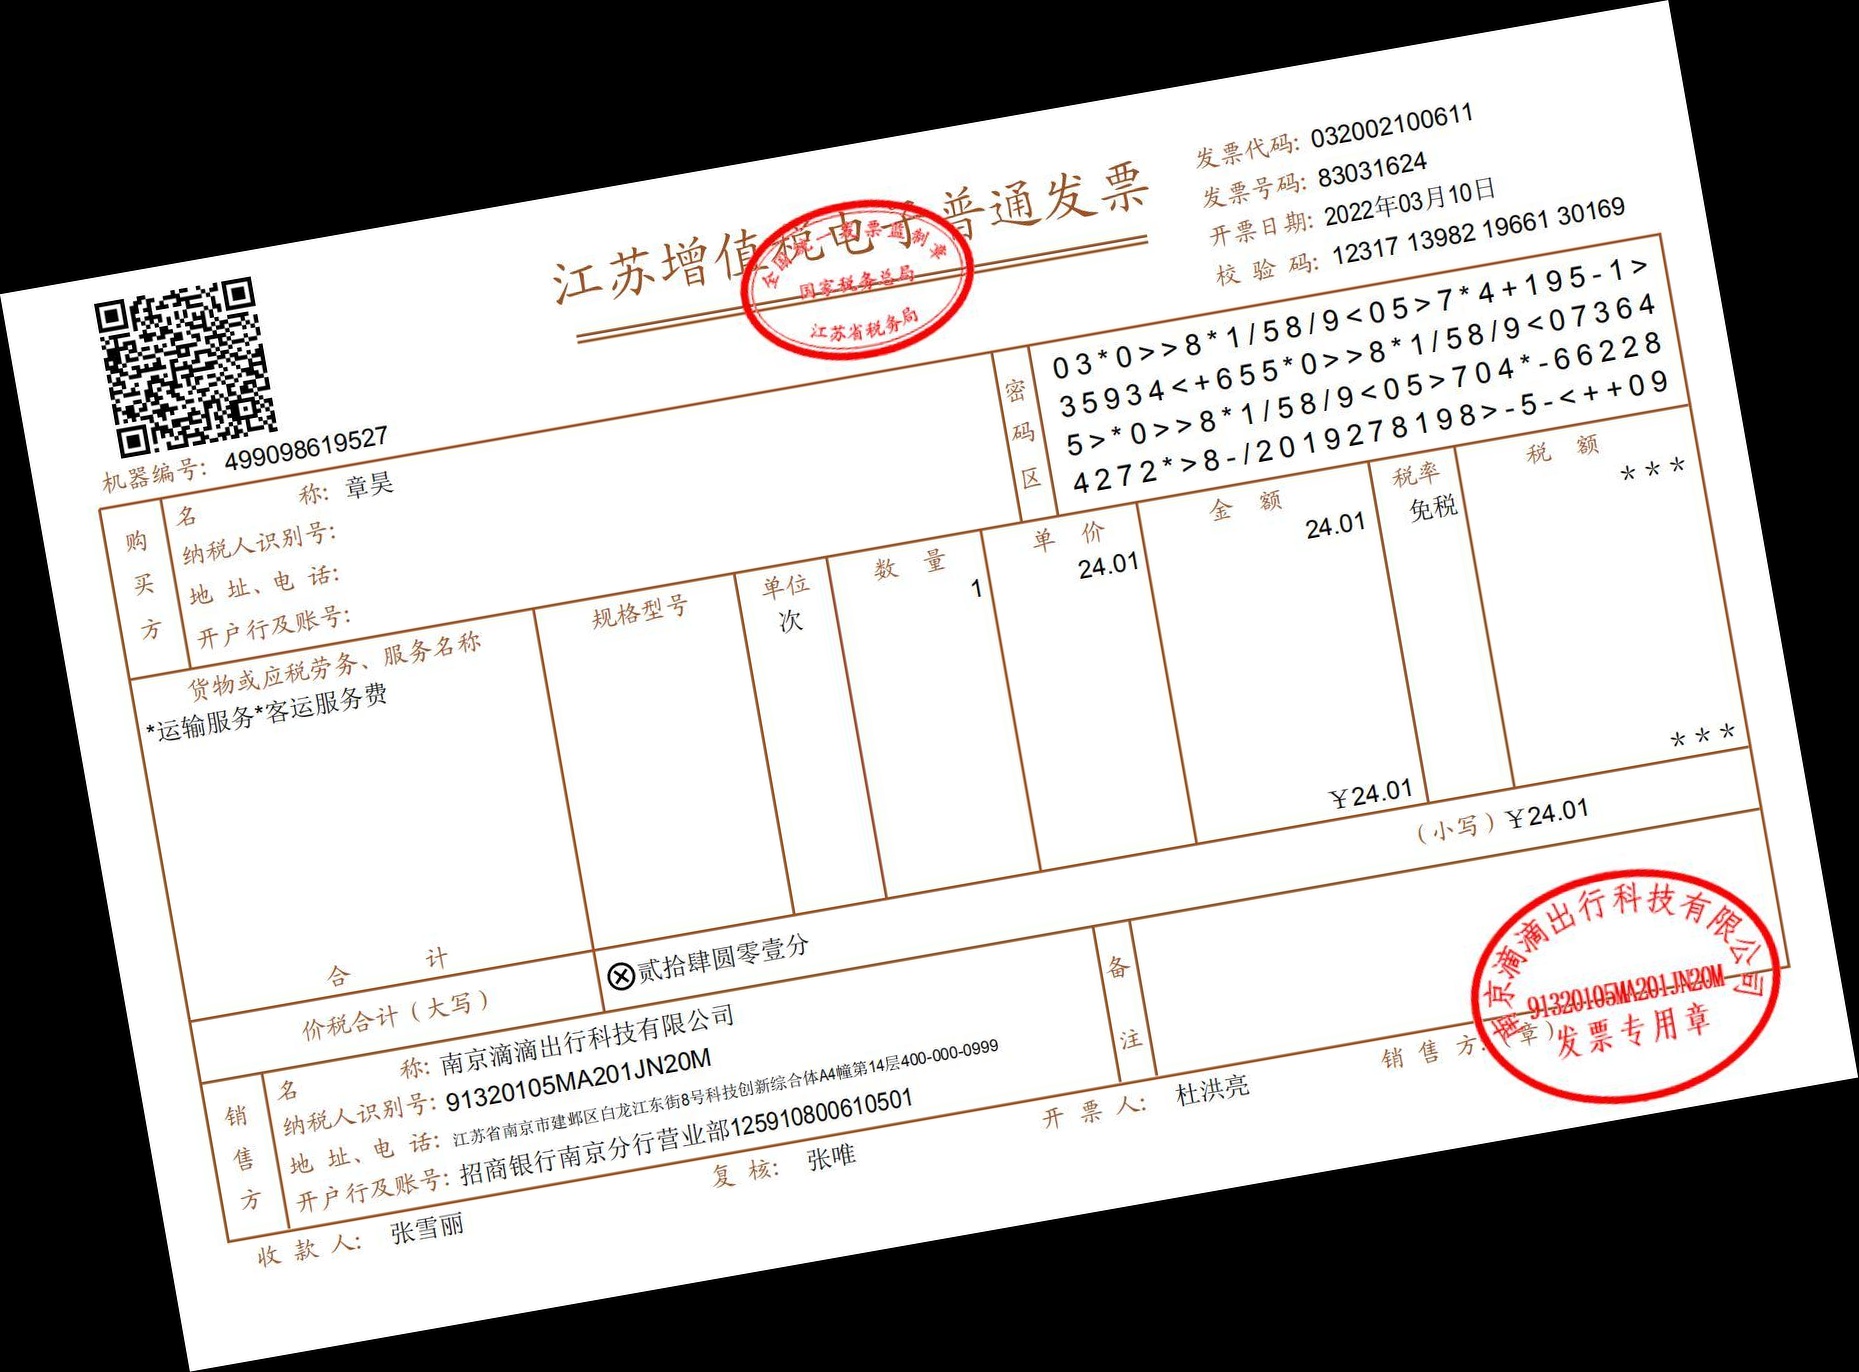 江苏增值税电子普通发票
全国统一发票监制章
国家税务总局
江苏省税务局
发票代码: 032002100611
发票号码: 83031624
开票日期: 2022年03月10日
校 验 码: 12317 13982 19661 30169
机器编号: 499098619527
购买方
名 称: 章昊
纳税人识别号:
地 址、电 话:
开户行及账号:
密码区
03*0>>8*1/58/9<05>7*4+195-1>
35934<+655*0>>8*1/58/9<07364
5>*0>>8*1/58/9<05>704*-66228
4272*>8-/2019278198>-5-<++09
货物或应税劳务、服务名称 规格型号 单位 数 量 单 价 金 额 税率 税 额
*运输服务*客运服务费 次 1 24.01 24.01 免税 ***
合 计 ￥24.01 ***
价税合计（大写） ⊗贰拾肆圆零壹分 （小写）￥24.01
销售方
名 称: 南京滴滴出行科技有限公司
纳税人识别号: 91320105MA201JN20M
地 址、电 话: 江苏省南京市建邺区白龙江东街8号科技创新综合体A4幢第14层400-000-0999
开户行及账号: 招商银行南京分行营业部125910800610501
备注
收 款 人: 张雪丽 复 核: 张唯 开 票 人: 杜洪亮 销 售 方:（章）
南京滴滴出行科技有限公司
91320105MA201JN20M
发票专用章